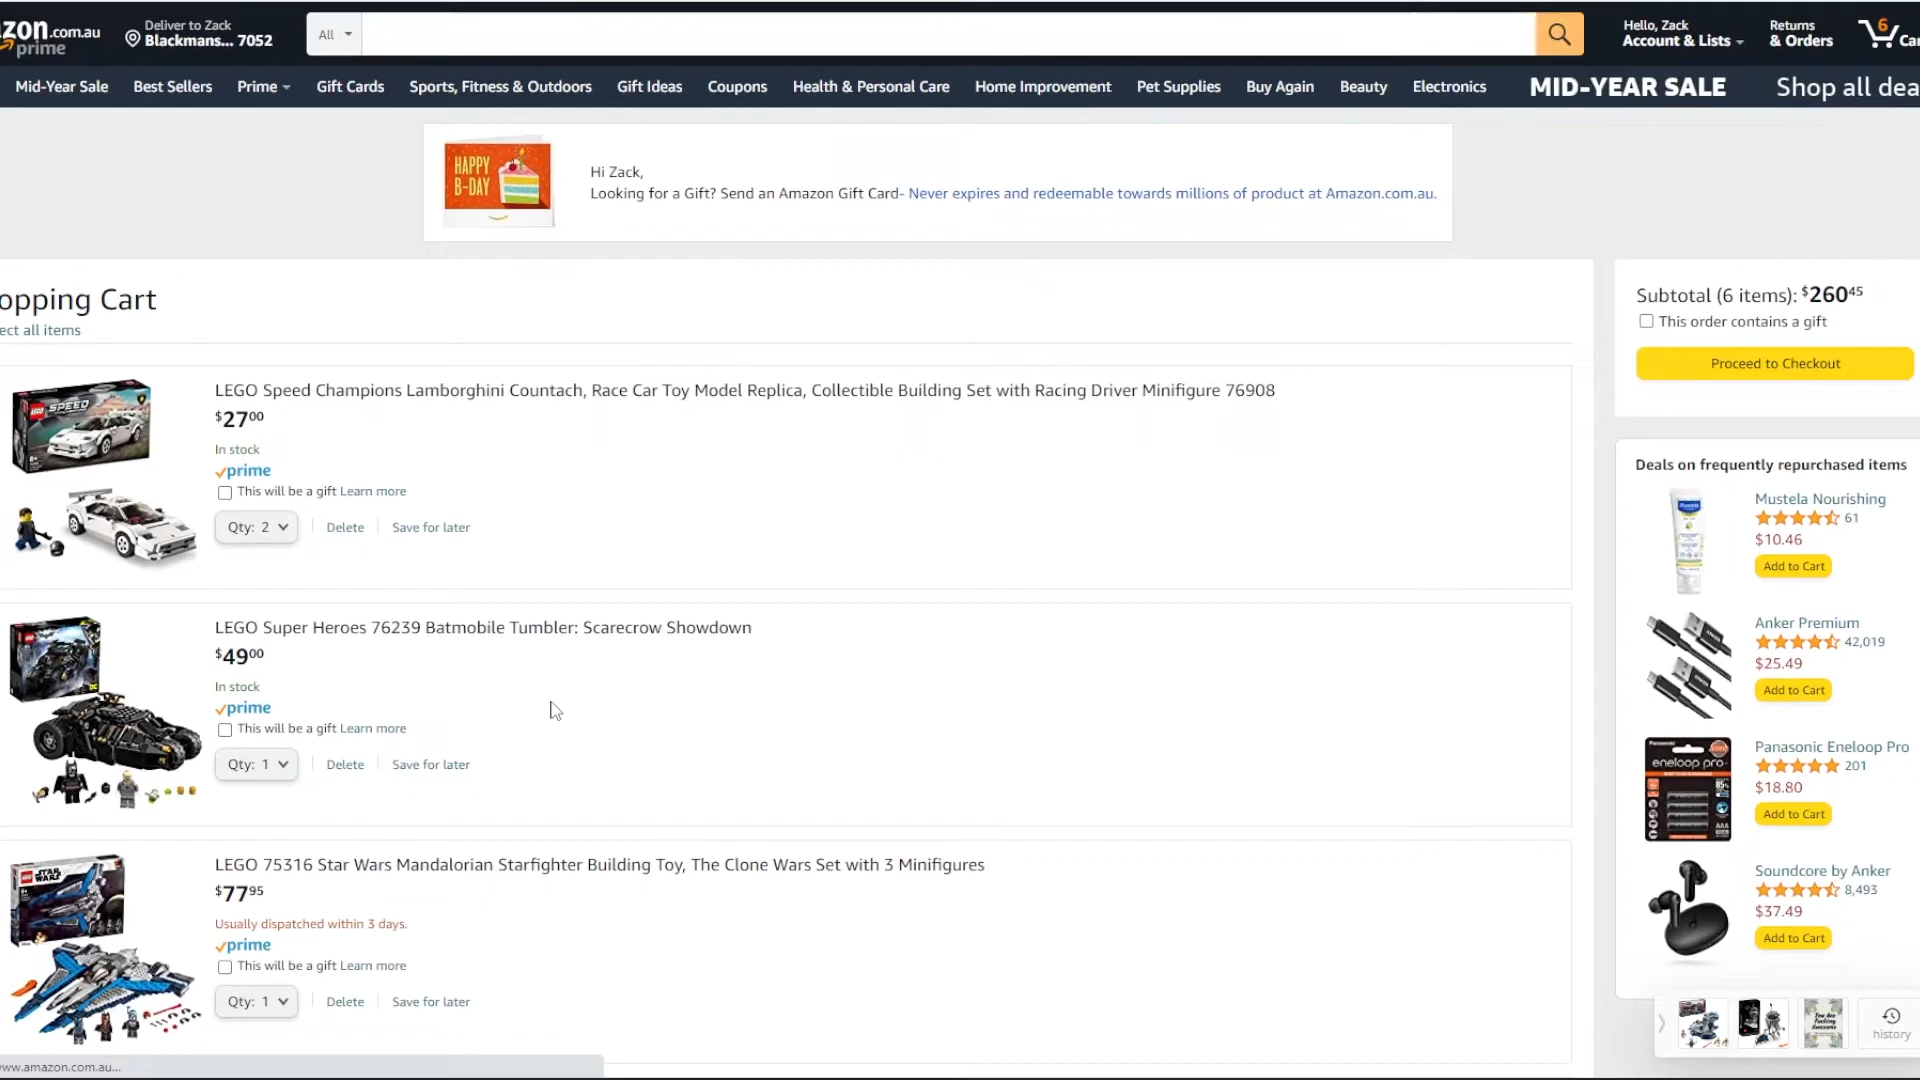 zon.com.au
prime
Deliver to Zack
Blackmans... 7052
All
Hello, Zack
Account & Lists
Returns
& Orders
6
Car
Mid-Year Sale
Best Sellers
Prime
Gift Cards
Sports, Fitness & Outdoors
Gift Ideas
Coupons
Health & Personal Care
Home Improvement
Pet Supplies
Buy Again
Beauty
Electronics
MID-YEAR SALE
Shop all dea
HAPPY
B-DAY
Hi Zack,
Looking for a Gift? Send an Amazon Gift Card- Never expires and redeemable towards millions of product at Amazon.com.au.
opping Cart
ect all items
LEGO Speed Champions Lamborghini Countach, Race Car Toy Model Replica, Collectible Building Set with Racing Driver Minifigure 76908
$27 00
In stock
prime
This will be a gift Learn more
Qty: 2
Delete
Save for later
SPEED
LEGO Super Heroes 76239 Batmobile Tumbler: Scarecrow Showdown
$49 00
In stock
prime
This will be a gift Learn more
Qty: 1
Delete
Save for later
LEGO 75316 Star Wars Mandalorian Starfighter Building Toy, The Clone Wars Set with 3 Minifigures
$77 95
Usually dispatched within 3 days.
prime
This will be a gift Learn more
Qty: 1
Delete
Save for later
STAR WARS
ww.amazon.com.au...
Subtotal (6 items): $260 45
This order contains a gift
Proceed to Checkout
Deals on frequently repurchased items
Mustela Nourishing
61
$10.46
Add to Cart
Anker Premium
42,019
$25.49
Add to Cart
Panasonic
eneloop pro
AAA
Panasonic Eneloop Pro
201
$18.80
Add to Cart
Soundcore by Anker
8,493
$37.49
Add to Cart
You Are
Fucking
Awesome
history